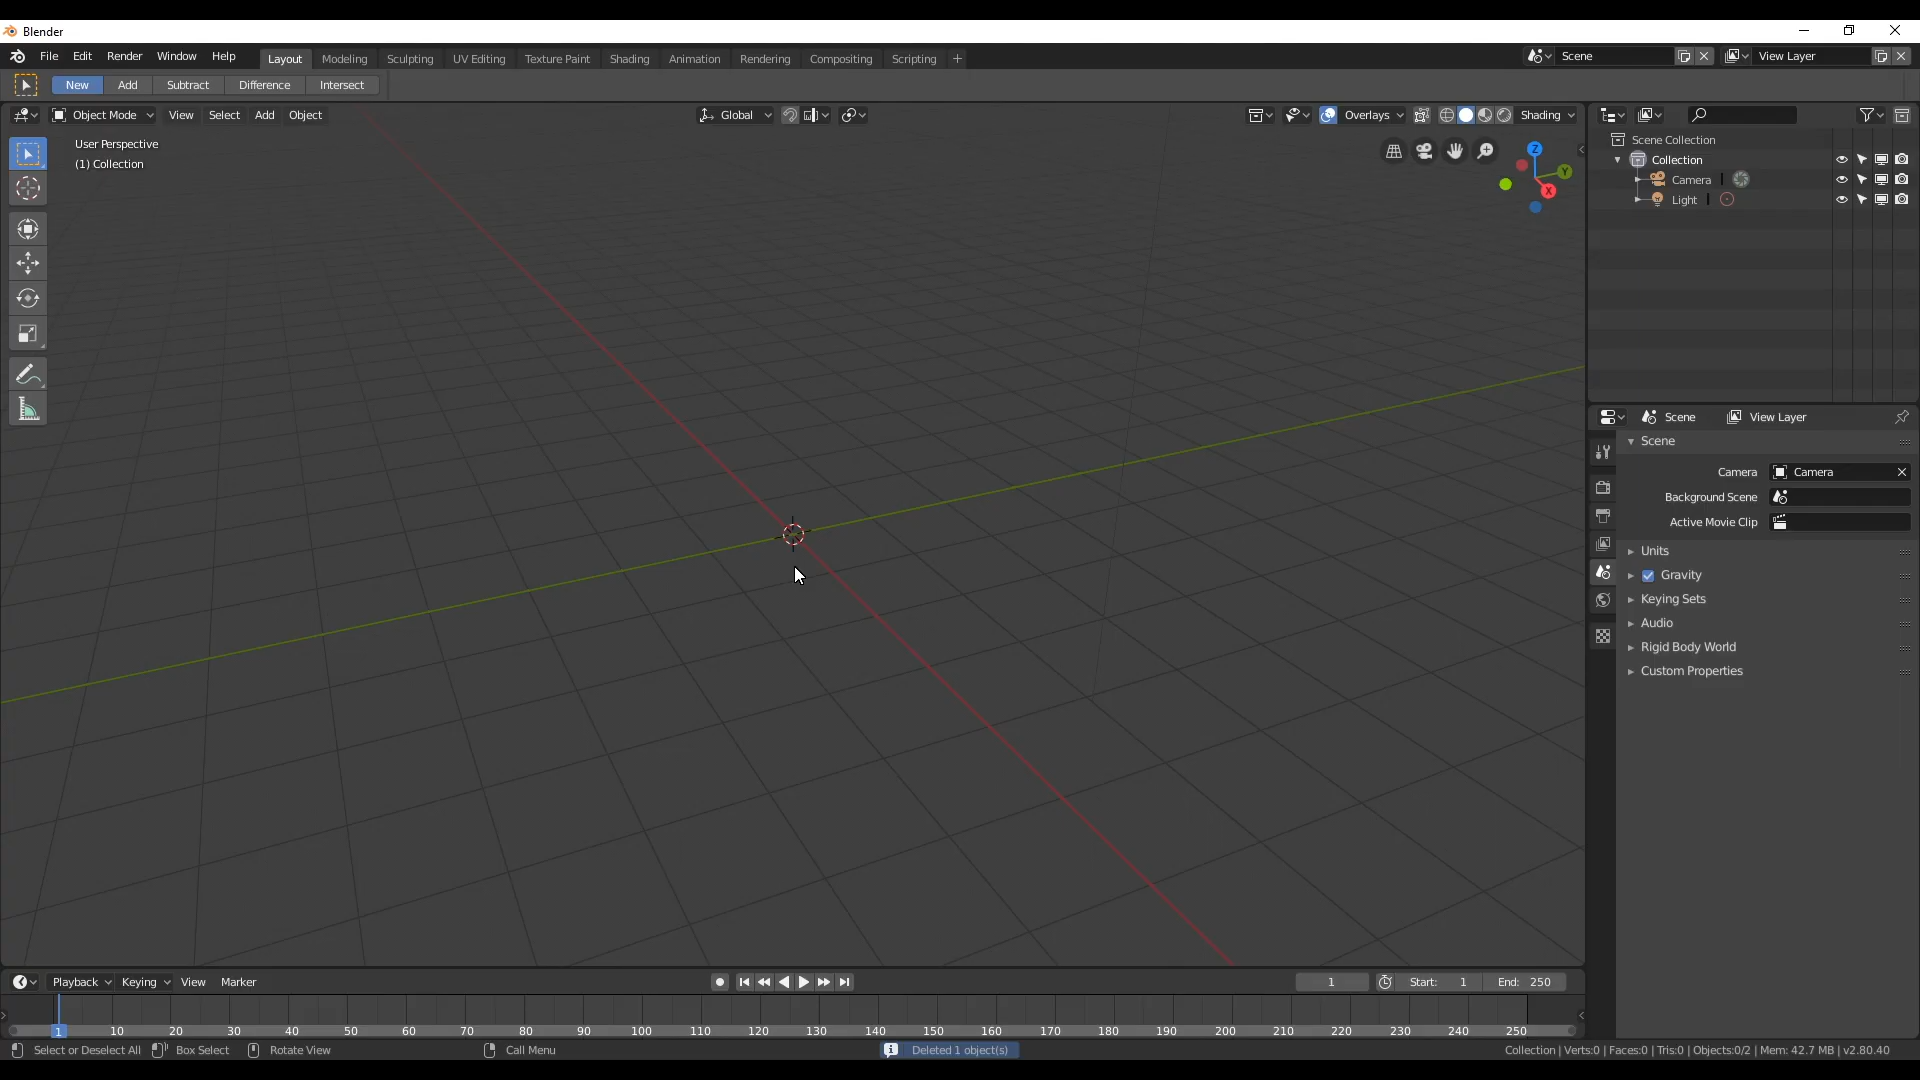 Blender
File Edit Render Window Help Layout Modeling Sculpting UV Editing Texture Paint Shading Animation Rendering Compositing Scripting + Scene View Layer
New Add Subtract Difference Intersect
Object Mode View Select Add Object Global Overlays Shading
User Perspective
(1) Collection
Z
Y
X
Scene Collection
Collection
Camera
Light
Scene View Layer
Scene
Camera Camera
Background Scene
Active Movie Clip
Units
Gravity
Keying Sets
Audio
Rigid Body World
Custom Properties
Playback Keying View Marker 1 Start: 1 End: 250
1 10 20 30 40 50 60 70 80 90 100 110 120 130 140 150 160 170 180 190 200 210 220 230 240 250
Select or Deselect All Box Select Rotate View Call Menu Deleted 1 object(s) Collection | Verts:0 | Faces:0 | Tris:0 | Objects:0/2 | Mem: 42.7 MB | v2.80.40